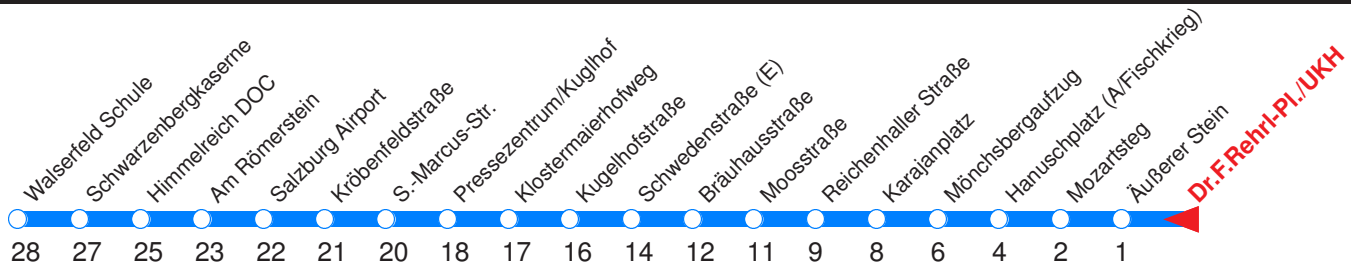 Walserfeld Schule
Schwarzenbergkaserne
Himmelreich DOC
Am Römerstein
Salzburg Airport
Kröbenfeldstraße
S.-Marcus-Str.
Pressezentrum/Kuglhof
Klostermaierhofweg
Kugelhofstraße
Schwedenstraße (E)
Bräuhausstraße
Moosstraße
Reichenhaller Straße
Karajanplatz
Mönchsbergaufzug
Hanuschplatz (A/Fischkrieg)
Mozartsteg
Äußerer Stein
Dr.F.Rehrl-Pl./UKH
28 27 25 23 22 21 20 18 17 16 14 12 11 9 8 6 4 2 1